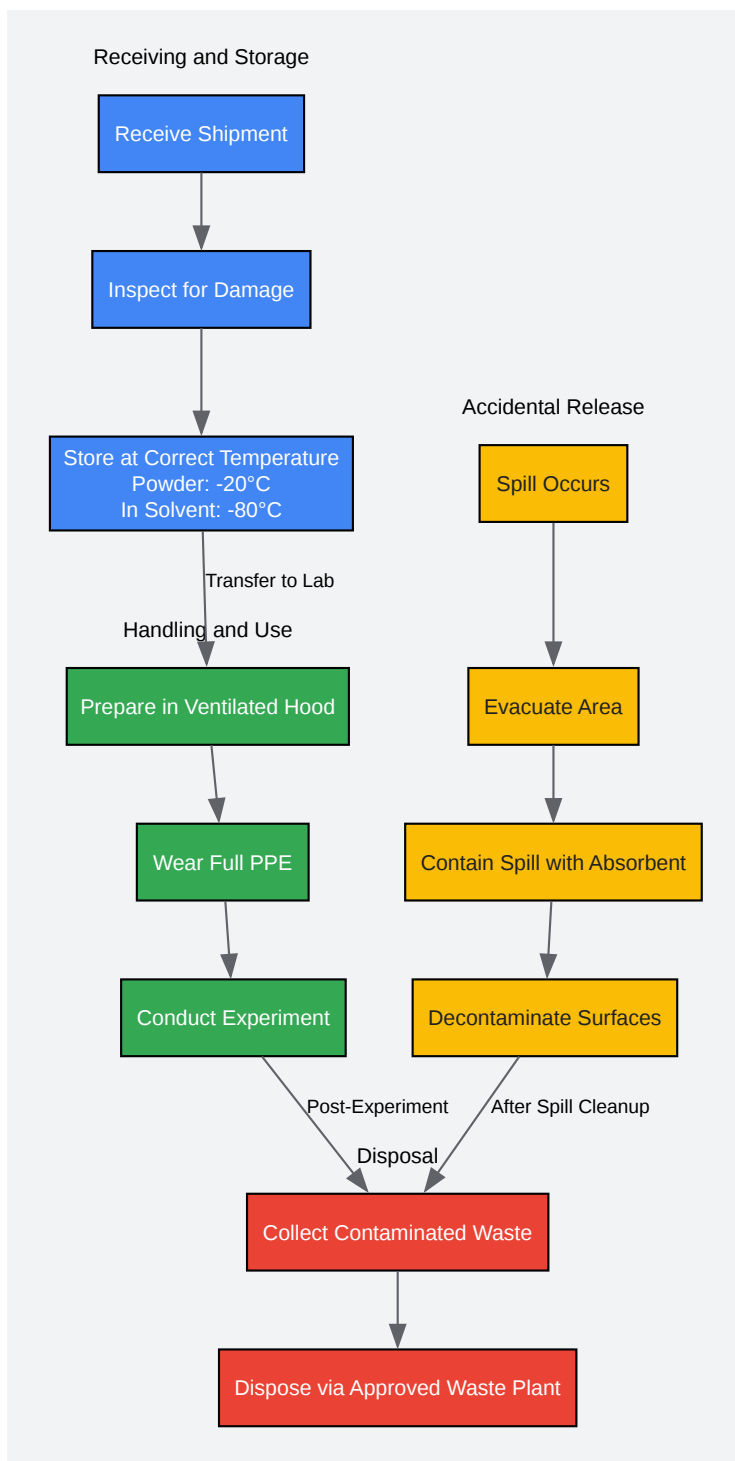 Receiving and Storage
Receive Shipment
Inspect for Damage
Store at Correct Temperature
Powder: -20°C
In Solvent: -80°C
Transfer to Lab
Handling and Use
Prepare in Ventilated Hood
Wear Full PPE
Conduct Experiment
Post-Experiment
Accidental Release
Spill Occurs
Evacuate Area
Contain Spill with Absorbent
Decontaminate Surfaces
After Spill Cleanup
Disposal
Collect Contaminated Waste
Dispose via Approved Waste Plant